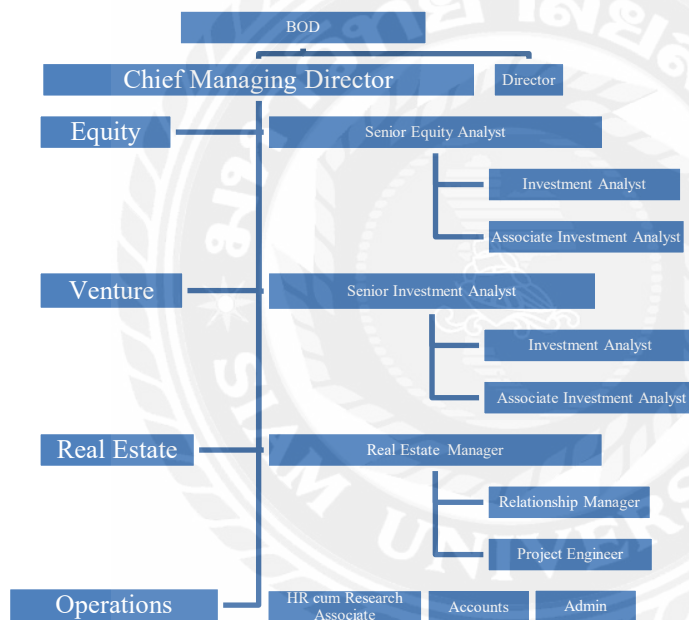 BOD
Chief Managing Director
Director
Equity
Senior Equity Analyst
Investment Analyst
Associate Investment Analyst
Venture
Senior Investment Analyst
Investment Analyst
Associate Investment Analyst
Real Estate
Real Estate Manager
Relationship Manager
Project Engineer
Operations
HR cum Research
Associate
Accounts
Admin
SIAM UNIVERS